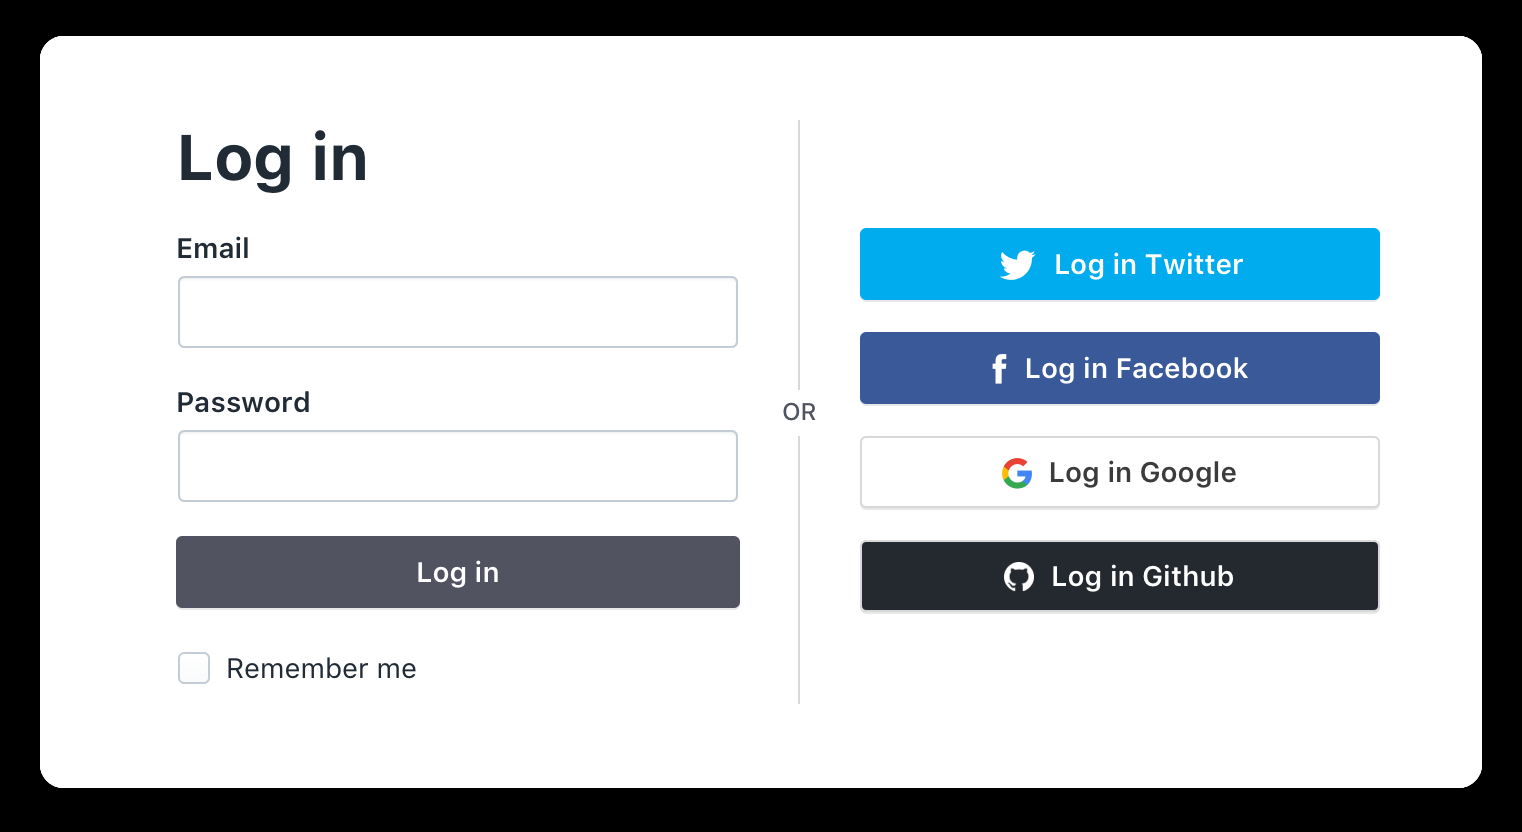 Log in
Email
Password
Log in
Remember me
OR
Log in Twitter
Log in Facebook
Log in Google
Log in Github